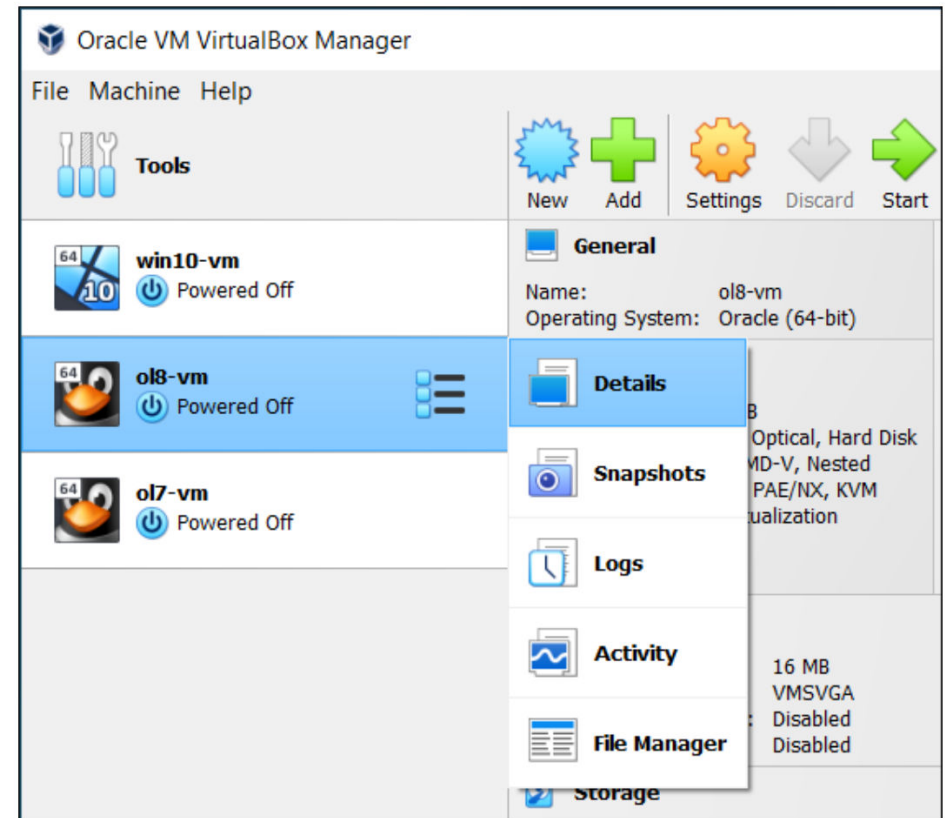 Oracle VM VirtualBox Manager
File Machine Help
Tools
New Add Settings Discard Start
64
10
win10-vm
Powered Off
64
ol8-vm
Powered Off
64
ol7-vm
Powered Off
General
Name: ol8-vm
Operating System: Oracle (64-bit)
Details
Snapshots
Logs
Activity
File Manager
B
Optical, Hard Disk
MD-V, Nested
PAE/NX, KVM
ualization
16 MB
VMSVGA
: Disabled
Disabled
Storage